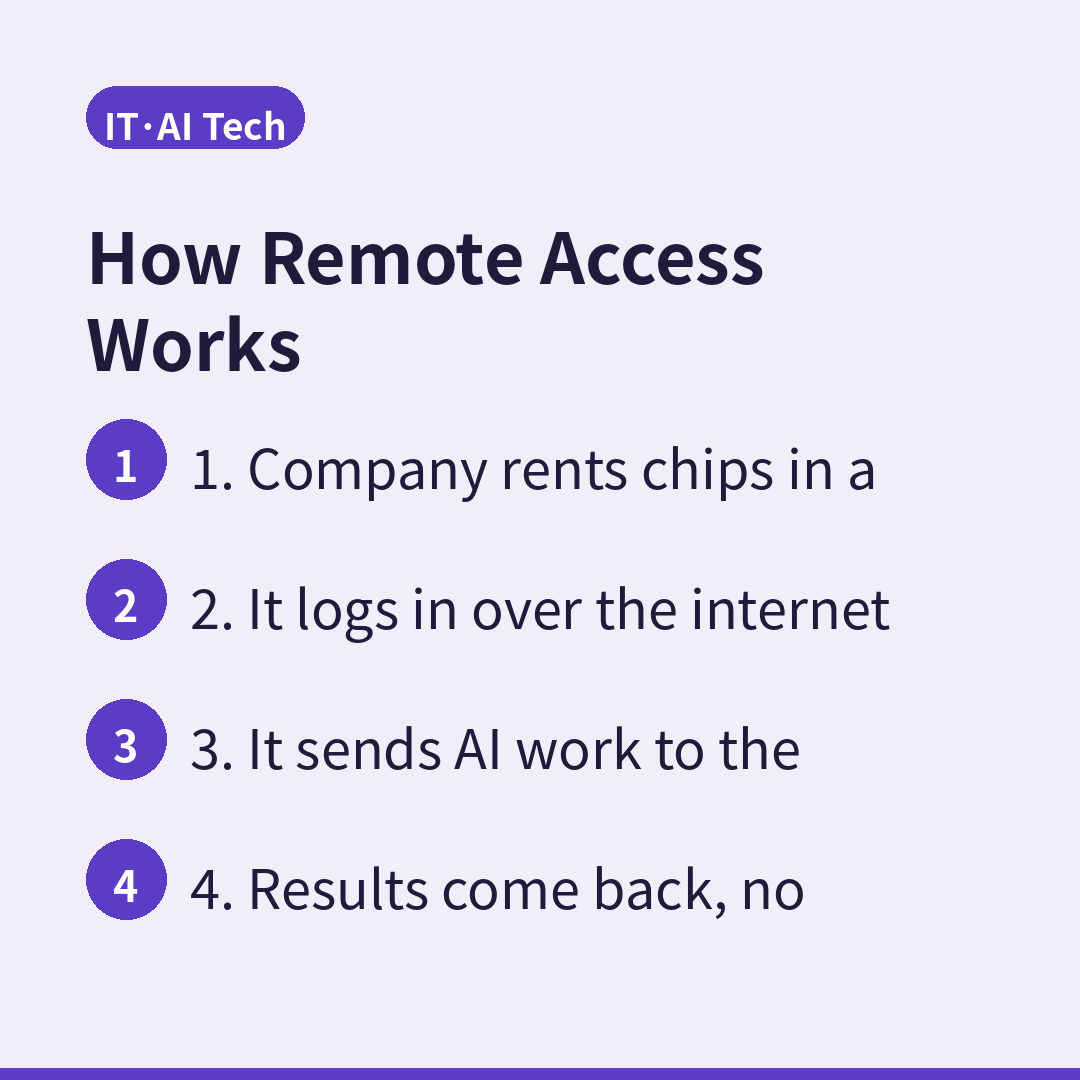 IT·AI Tech
How Remote Access
Works
1 1. Company rents chips in a
2 2. It logs in over the internet
3 3. It sends AI work to the
4 4. Results come back, no